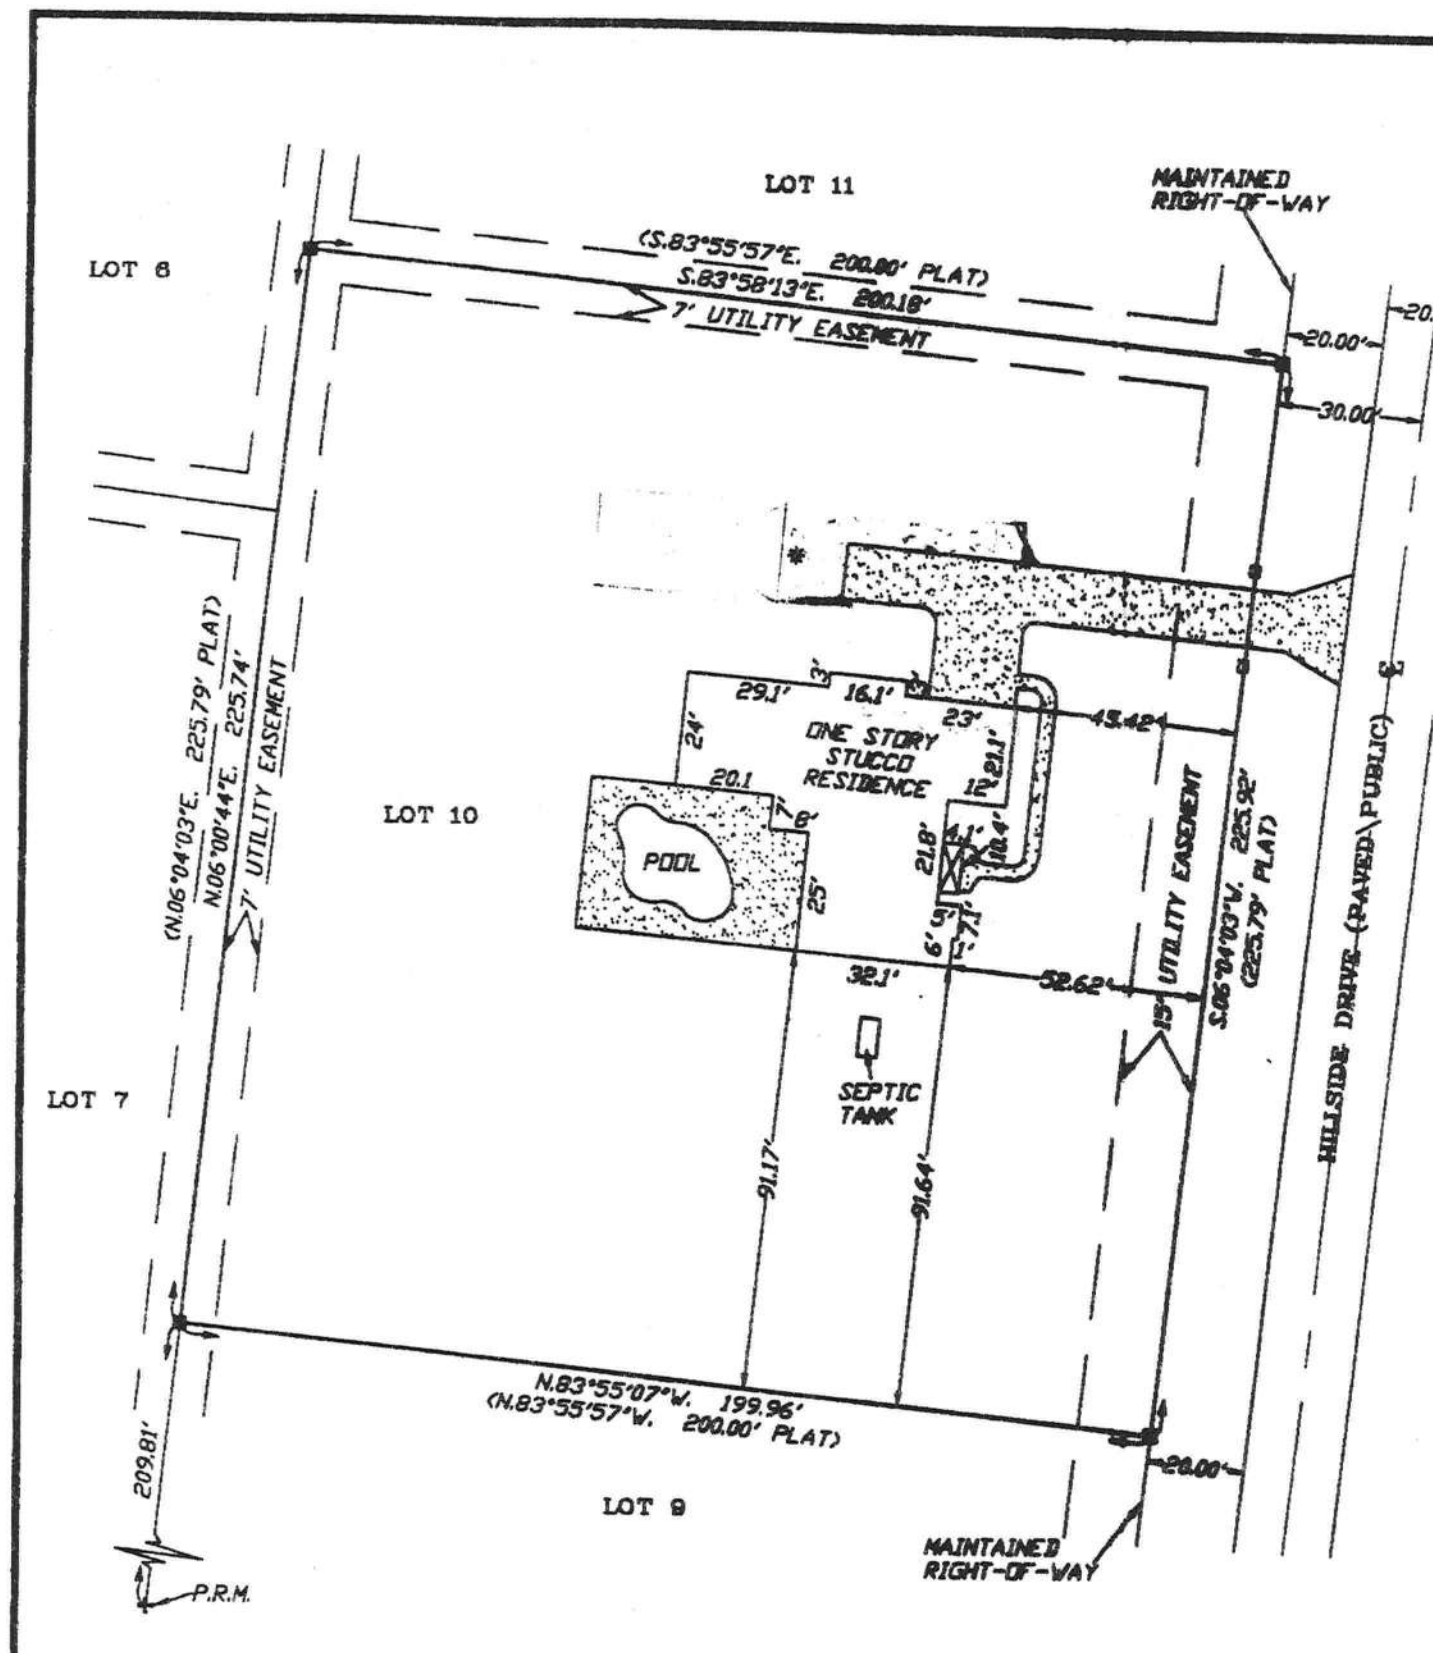 LOT 11
MAINTAINED
RIGHT-OF-WAY
LOT 6
(S.83°55'57"E. 200.00' PLAT)
S.83°58'13"E. 200.18'
7' UTILITY EASEMENT
20.00'
20.
30.00'
*
(N.06°04'03"E. 225.79' PLAT)
N.06°00'44"E. 225.74'
7' UTILITY EASEMENT
29.1'
3'
16.1'
3'
23'
45.42'
24'
ONE STORY
STUCCO
RESIDENCE
21.1'
12'
20.1
7'
8'
LOT 10
POOL
25'
21.8'
4.1'
10.4'
6'
5'
7.1'
32.1'
52.62'
15' UTILITY EASEMENT
S.06°04'03"W. 225.92'
(225.79' PLAT)
HILLSIDE DRIVE (PAVED\PUBLIC)
SEPTIC
TANK
LOT 7
91.17'
91.64'
N.83°55'07"W. 199.96'
(N.83°55'57"W. 200.00' PLAT)
20.00'
209.81'
LOT 9
MAINTAINED
RIGHT-OF-WAY
P.R.M.